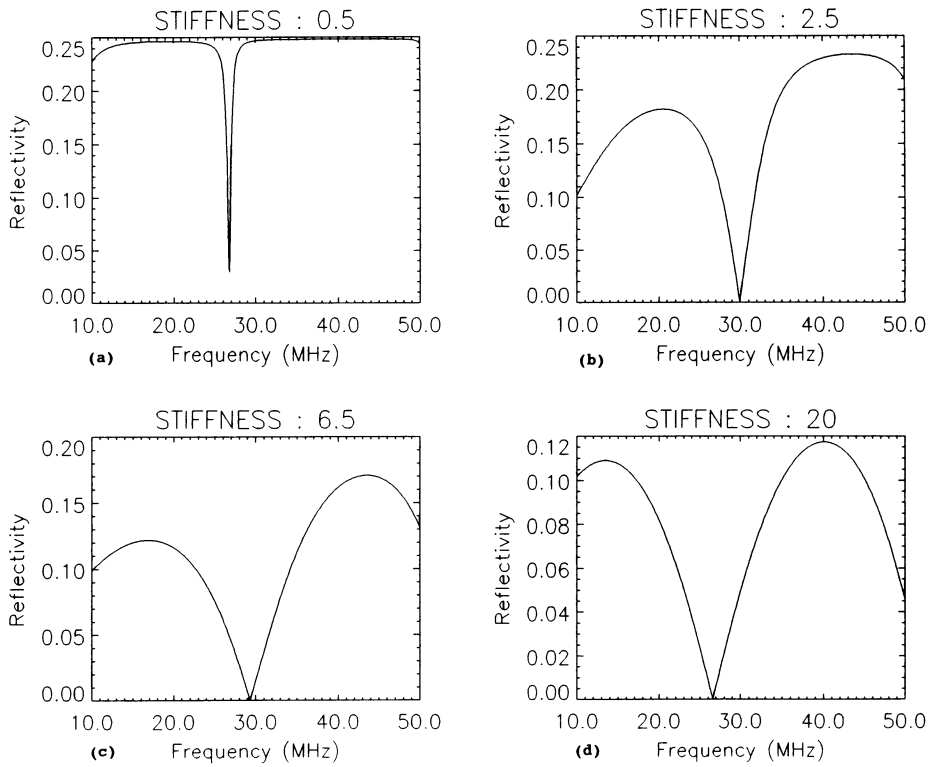 STIFFNESS : 0.5
0.25
0.20
0.15
0.10
0.05
0.00
Reflectivity
10.0 20.0 30.0 40.0 50.0
(a) Frequency (MHz)
STIFFNESS : 2.5
0.25
0.20
0.15
0.10
0.05
0.00
Reflectivity
10.0 20.0 30.0 40.0 50.0
(b) Frequency (MHz)
STIFFNESS : 6.5
0.20
0.15
0.10
0.05
0.00
Reflectivity
10.0 20.0 30.0 40.0 50.0
(c) Frequency (MHz)
STIFFNESS : 20
0.12
0.10
0.08
0.06
0.04
0.02
0.00
Reflectivity
10.0 20.0 30.0 40.0 50.0
(d) Frequency (MHz)